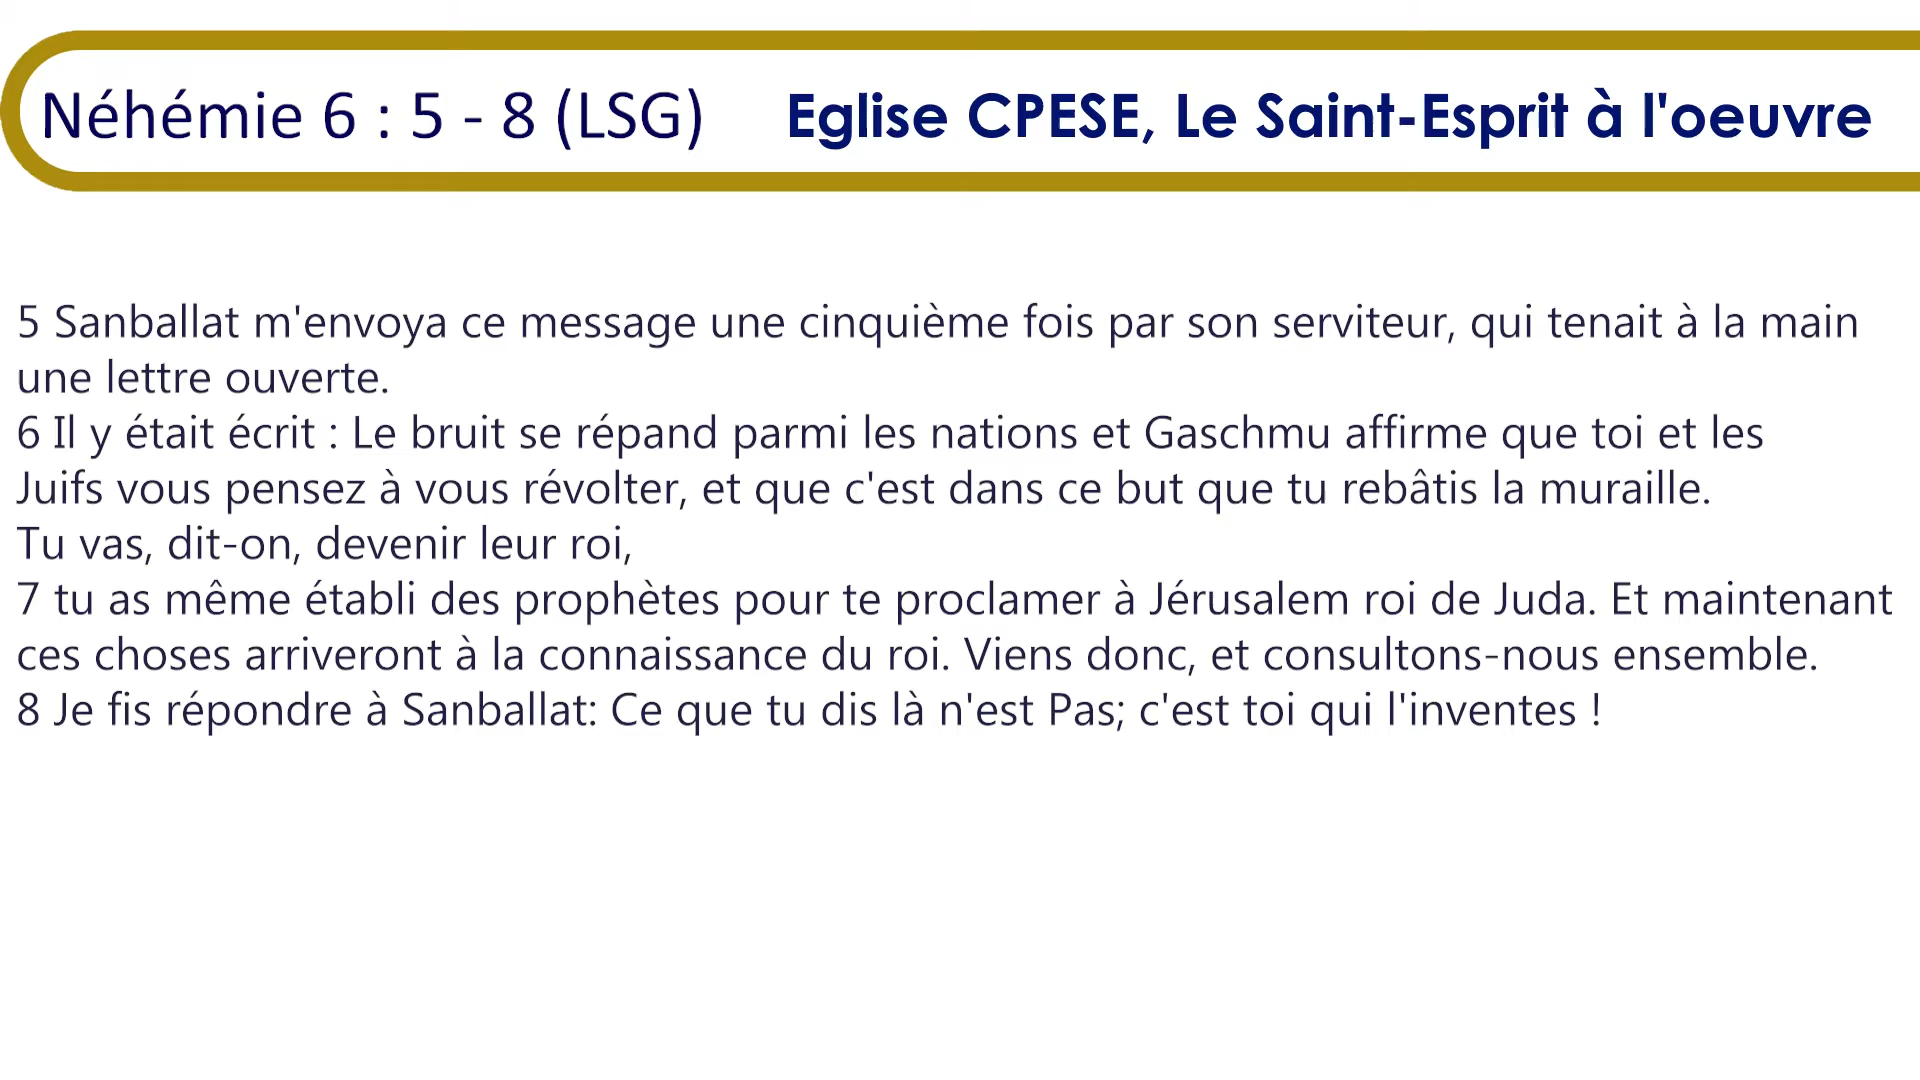 Néhémie 6 : 5 - 8 (LSG) Eglise CPESE, Le Saint-Esprit à l'oeuvre
5 Sanballat m'envoya ce message une cinquième fois par son serviteur, qui tenait à la main
une lettre ouverte.
6 Il y était écrit : Le bruit se répand parmi les nations et Gaschmu affirme que toi et les
Juifs vous pensez à vous révolter, et que c'est dans ce but que tu rebâtis la muraille.
Tu vas, dit-on, devenir leur roi,
7 tu as même établi des prophètes pour te proclamer à Jérusalem roi de Juda. Et maintenant
ces choses arriveront à la connaissance du roi. Viens donc, et consultons-nous ensemble.
8 Je fis répondre à Sanballat: Ce que tu dis là n'est Pas; c'est toi qui l'inventes !